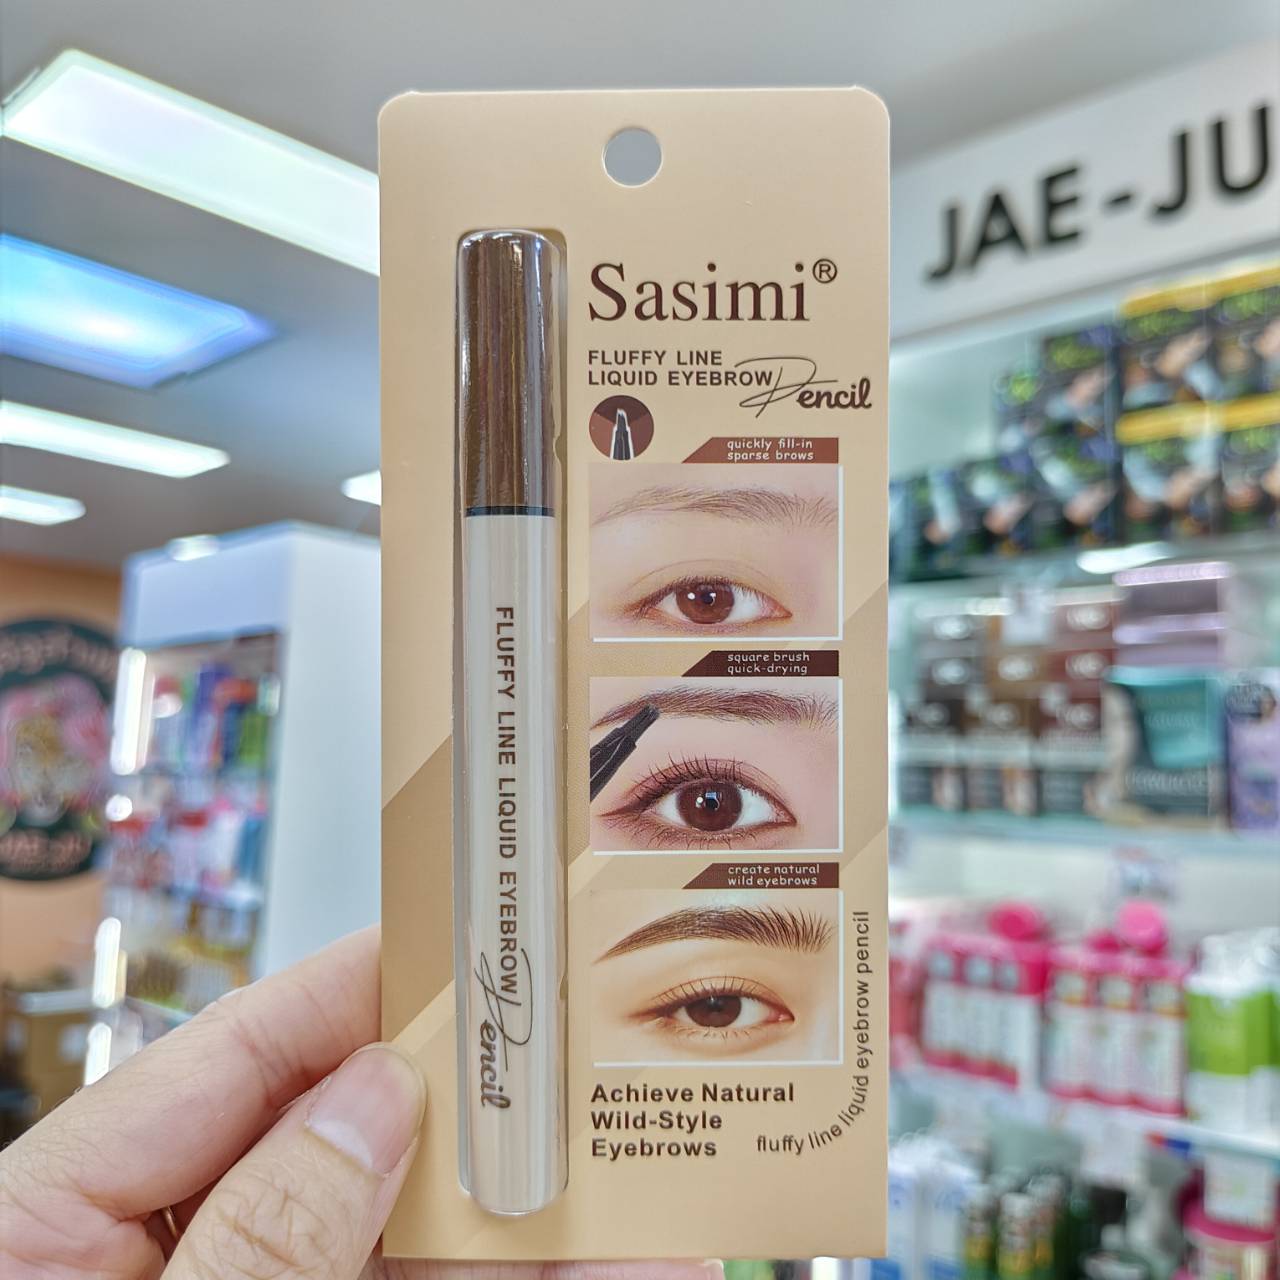 Sasimi®
FLUFFY LINE
LIQUID EYEBROW Pencil
quickly fill-in
sparse brows
square brush
quick-drying
create natural
wild eyebrows
Achieve Natural
Wild-Style
Eyebrows
fluffy line liquid eyebrow pencil
FLUFFY LINE LIQUID EYEBROW Pencil
JAE-JU